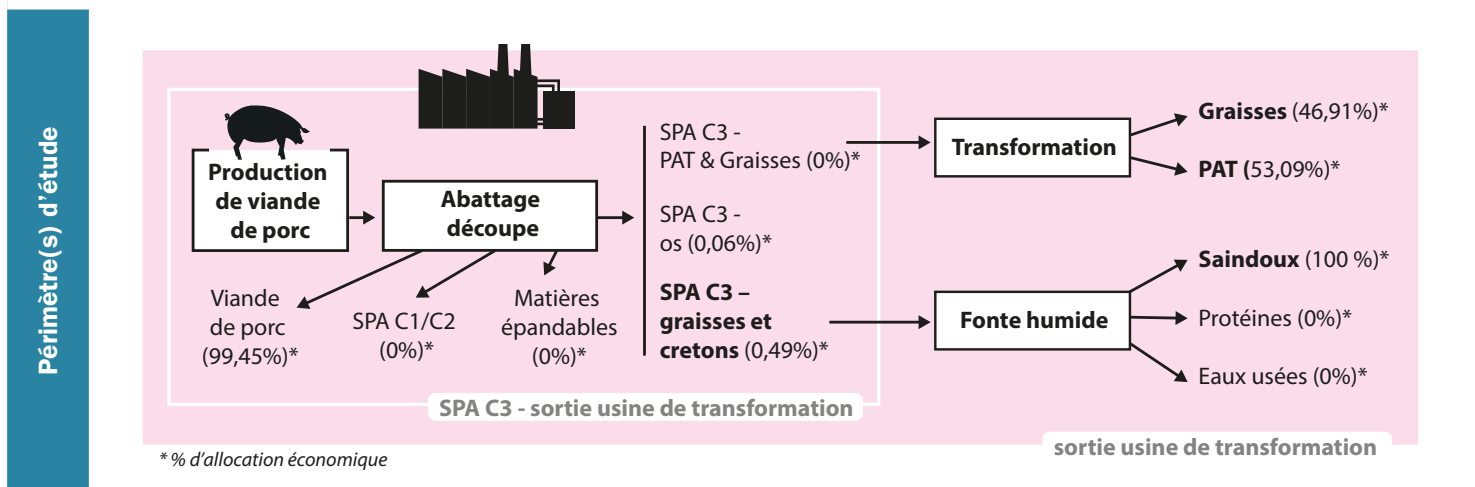 Périmètre(s) d'étude
Production
de viande
de porc
Abattage
découpe
Viande
de porc
(99,45%)*
SPA C1/C2
(0%)*
Matières
épandables
(0%)*
SPA C3 -
PAT & Graisses (0%)*
SPA C3 -
os (0,06%)*
SPA C3 –
graisses et
cretons (0,49%)*
SPA C3 - sortie usine de transformation
Transformation
Graisses (46,91%)*
PAT (53,09%)*
Fonte humide
Saindoux (100 %)*
Protéines (0%)*
Eaux usées (0%)*
sortie usine de transformation
* % d'allocation économique